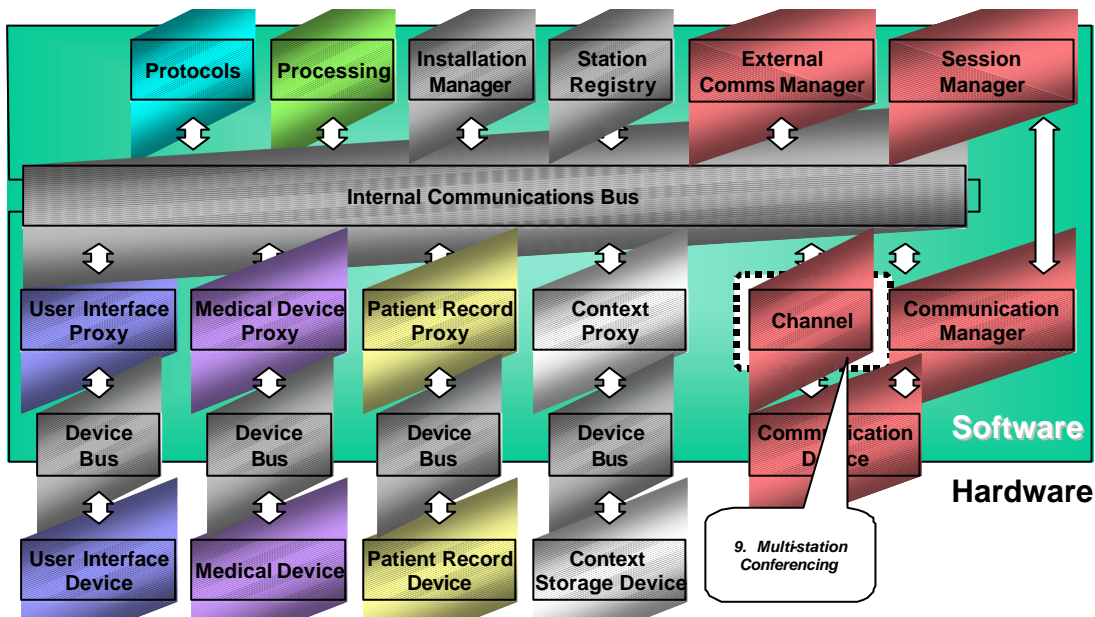 Protocols
Processing
Installation
Manager
Station
Registry
External
Comms Manager
Session
Manager
Internal Communications Bus
User Interface
Proxy
Medical Device
Proxy
Patient Record
Proxy
Context
Proxy
Channel
Communication
Manager
Device
Bus
Device
Bus
Device
Bus
Device
Bus
Communication
Device
Software
Hardware
User Interface
Device
Medical Device
Patient Record
Device
Context
Storage Device
9. Multi-station
Conferencing